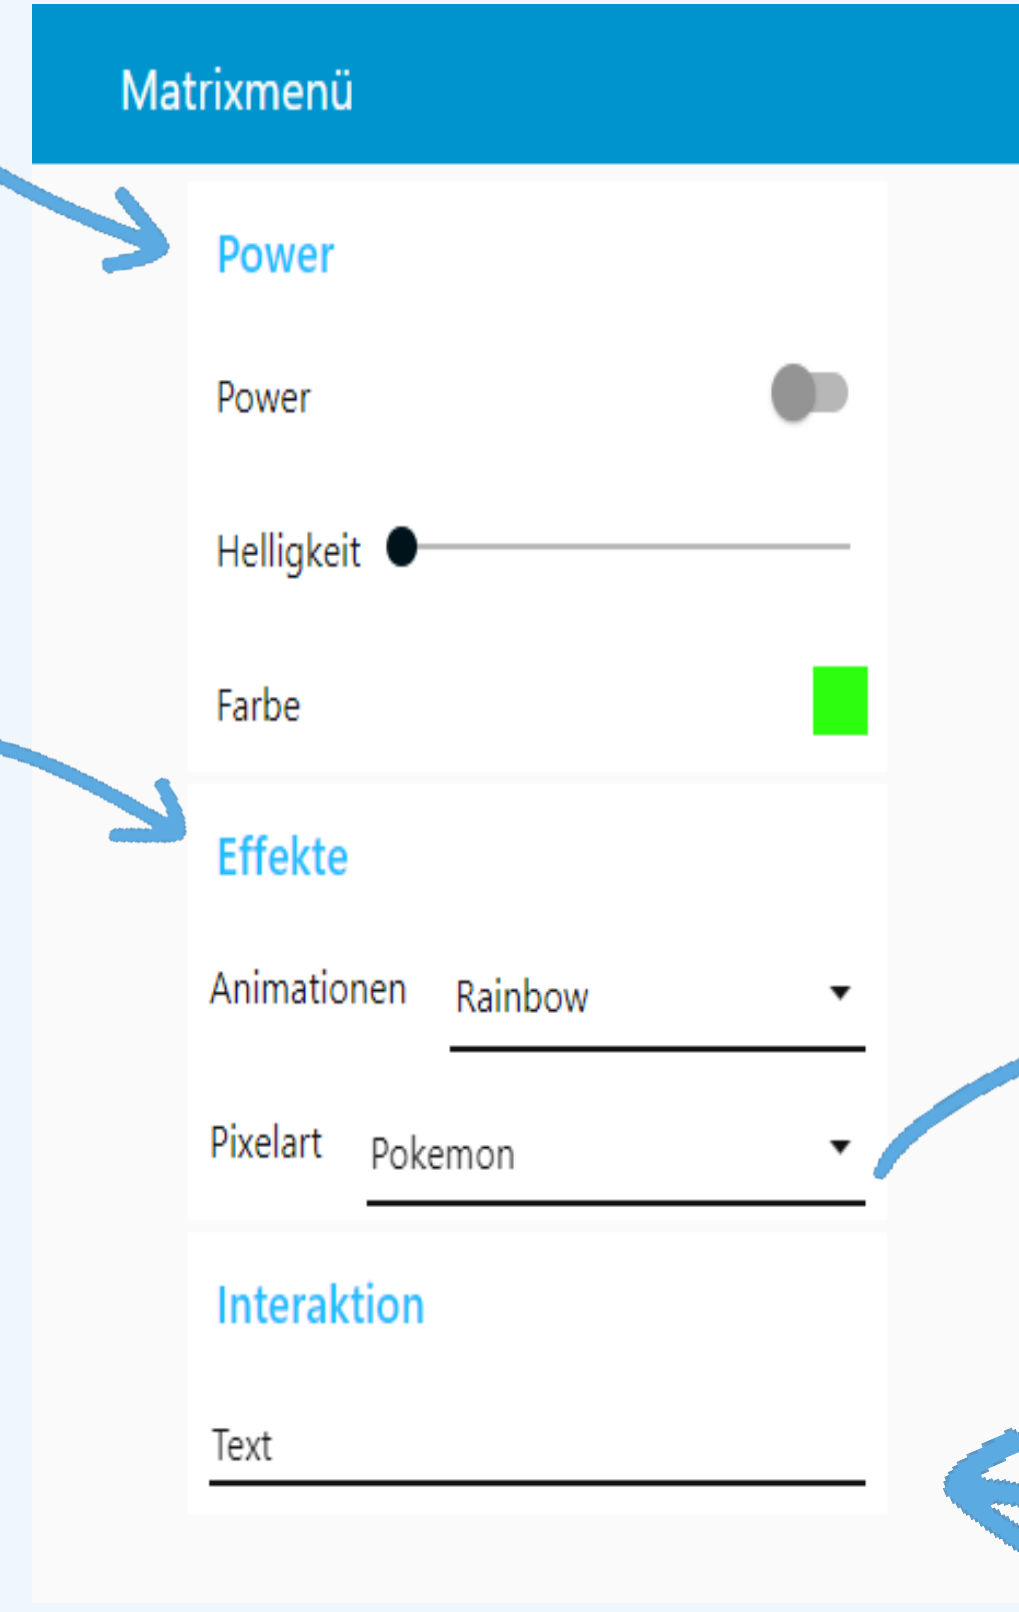 Matrixmenü
Power
Power
Helligkeit
Farbe
Effekte
Animationen Rainbow
Pixelart Pokemon
Interaktion
Text